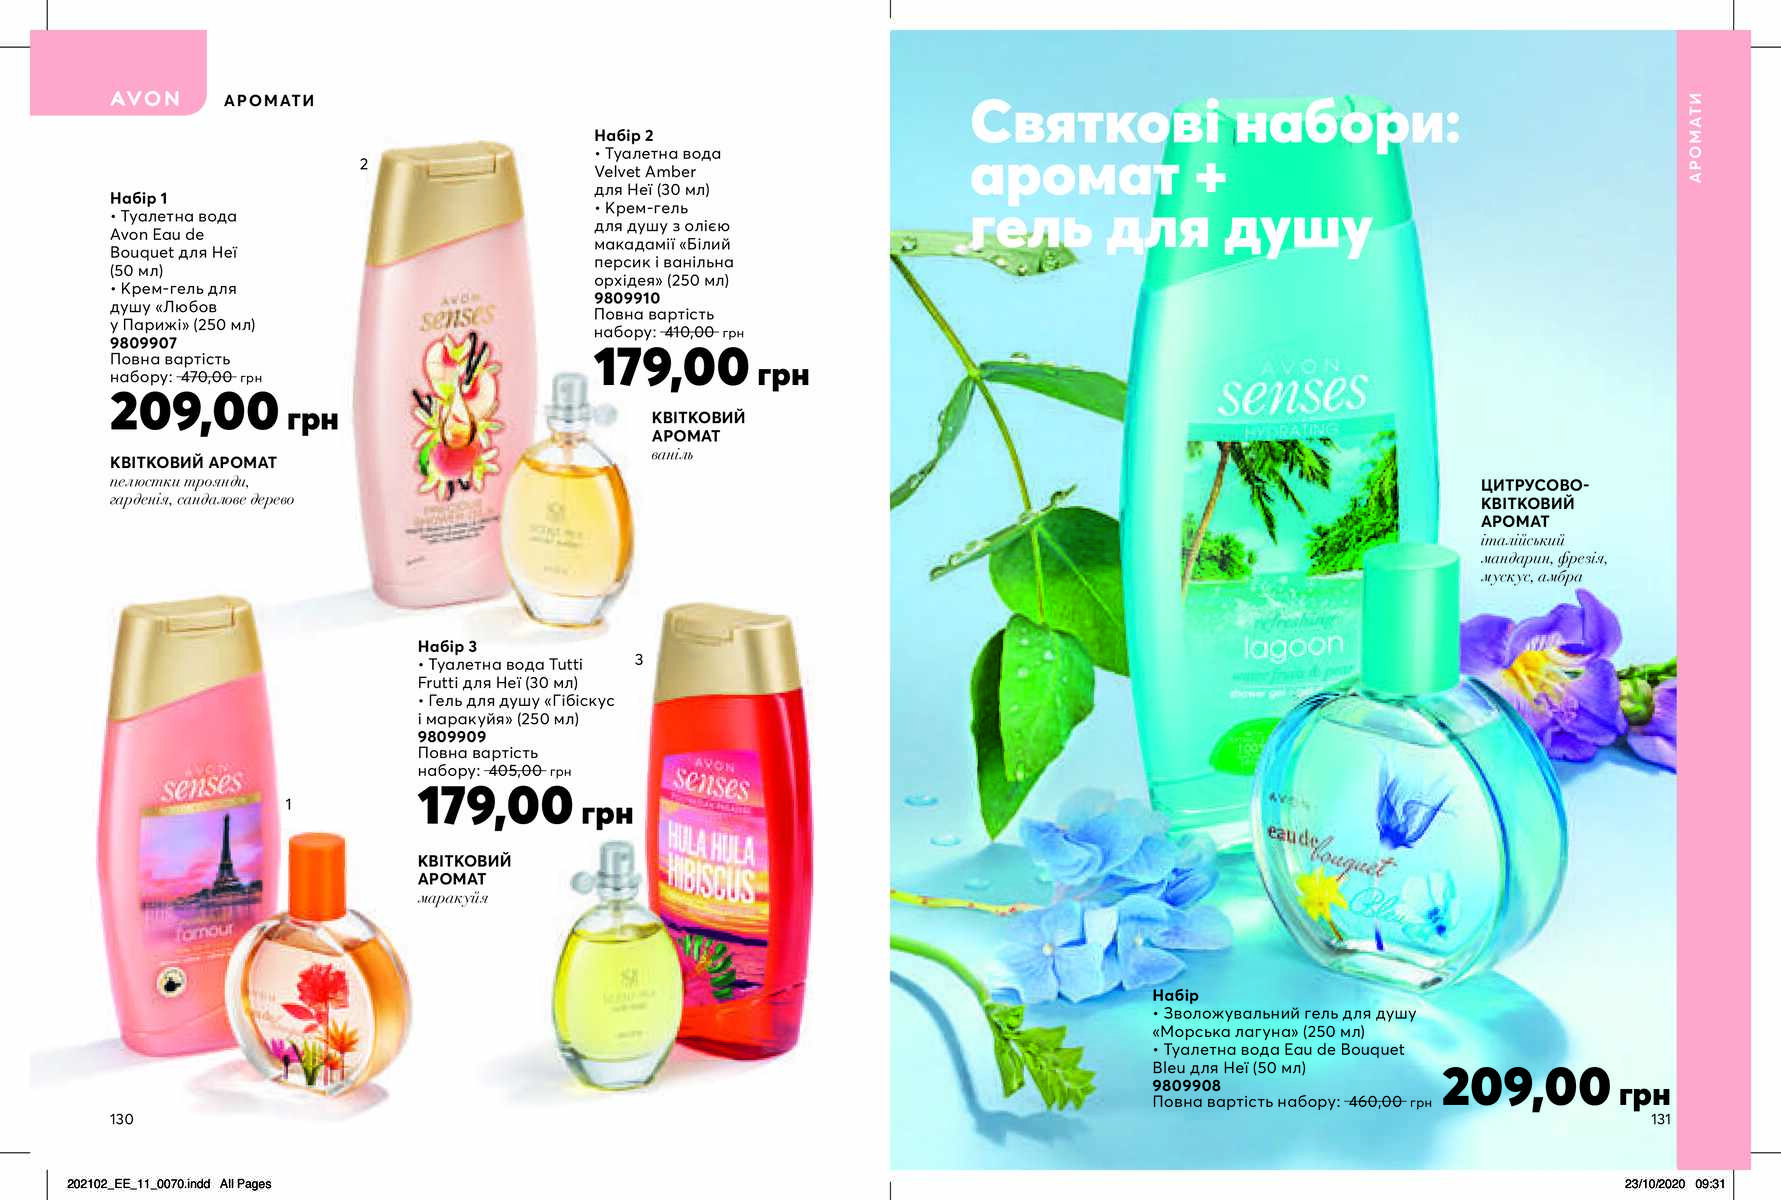 AVON
АРОМАТИ
Набір 1
• Туалетна вода
Avon Eau de
Bouquet для Неї
(50 мл)
• Крем-гель для
душу «Любов
у Парижі» (250 мл)
9809907
Повна вартість
набору: 470,00 грн
209,00 грн
КВІТКОВИЙ АРОМАТ
пелюстки троянди,
гарденія, сандалове дерево
2
Набір 2
• Туалетна вода
Velvet Amber
для Неї (30 мл)
• Крем-гель
для душу з олією
макадамії «Білий
персик і ванільна
орхідея» (250 мл)
9809910
Повна вартість
набору: 410,00 грн
179,00 грн
КВІТКОВИЙ
АРОМАТ
ваніль
AVON
senses
Набір 3
• Туалетна вода Tutti
Frutti для Неї (30 мл)
• Гель для душу «Гібіскус
і маракуйя» (250 мл)
9809909
Повна вартість
набору: 405,00 грн
179,00 грн
КВІТКОВИЙ
АРОМАТ
маракуйя
3
AVON
senses
HULA HULA
HIBISCUS
1
AVON
senses
l'amour
AVON
130
Святкові набори:
аромат +
гель для душу
АРОМАТИ
AVON
senses
HYDRATING
refreshing
lagoon
shower gel
ЦИТРУСОВО-
КВІТКОВИЙ
АРОМАТ
італійський
мандарин, фрезія,
мускус, амбра
AVON
eau de
bouquet
Bleu
Набір
• Зволожувальний гель для душу
«Морська лагуна» (250 мл)
• Туалетна вода Eau de Bouquet
Bleu для Неї (50 мл)
9809908
Повна вартість набору: 460,00 грн
209,00 грн
131
202102_EE_11_0070.indd All Pages
23/10/2020 09:31